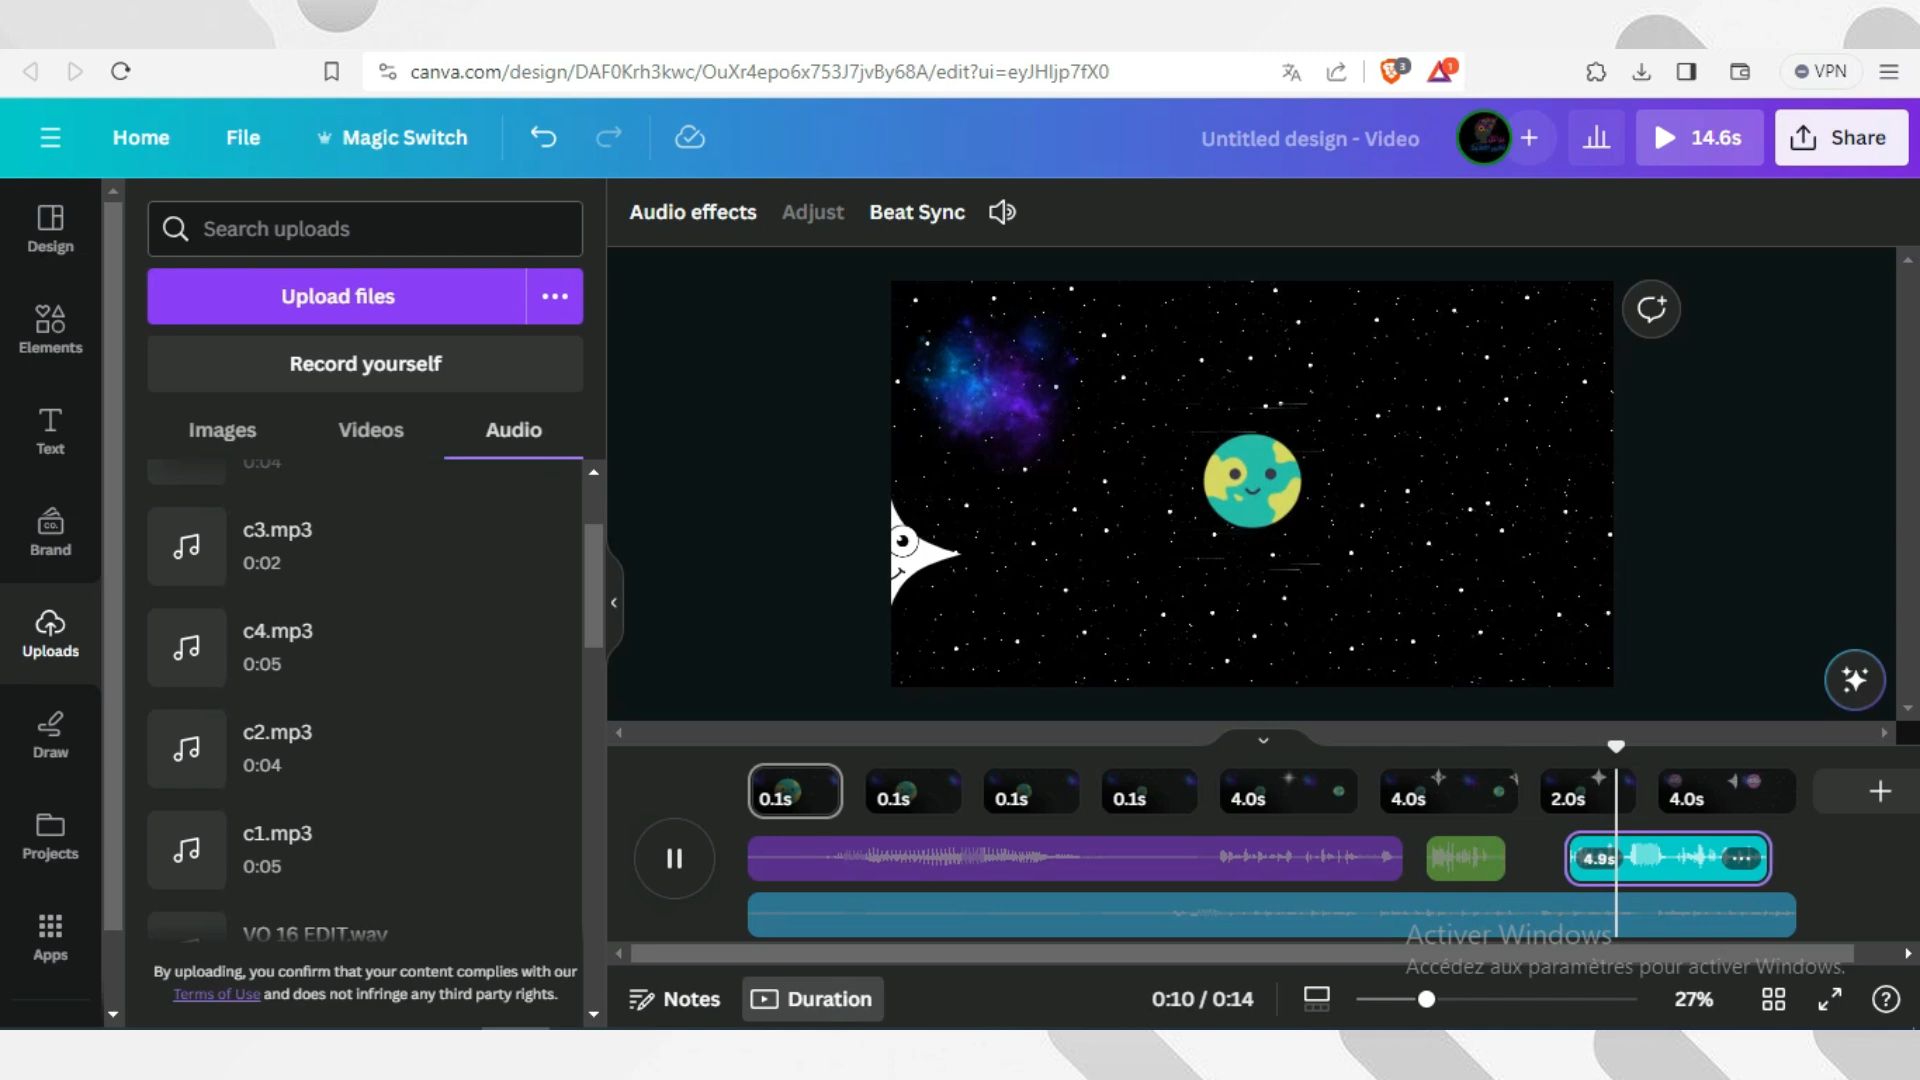 canva.com/design/DAF0Krh3kwc/OuXr4epo6x753J7jvBy68A/edit?ui=eyJHIjp7fX0
3
1
VPN
Home
File
Magic Switch
Untitled design - Video
14.6s
Share
Design
Elements
Text
CO.
Brand
Uploads
Draw
Projects
Apps
Search uploads
Upload files
Record yourself
Images
Videos
Audio
0:04
c3.mp3
0:02
c4.mp3
0:05
c2.mp3
0:04
c1.mp3
0:05
VO 16 EDIT.wav
By uploading, you confirm that your content complies with our
Terms of Use and does not infringe any third party rights.
Audio effects
Adjust
Beat Sync
0.1s
0.1s
0.1s
0.1s
4.0s
4.0s
2.0s
4.0s
4.9s
Activer Windows
Accédez aux paramètres pour activer Windows.
Notes
Duration
0:10 / 0:14
27%